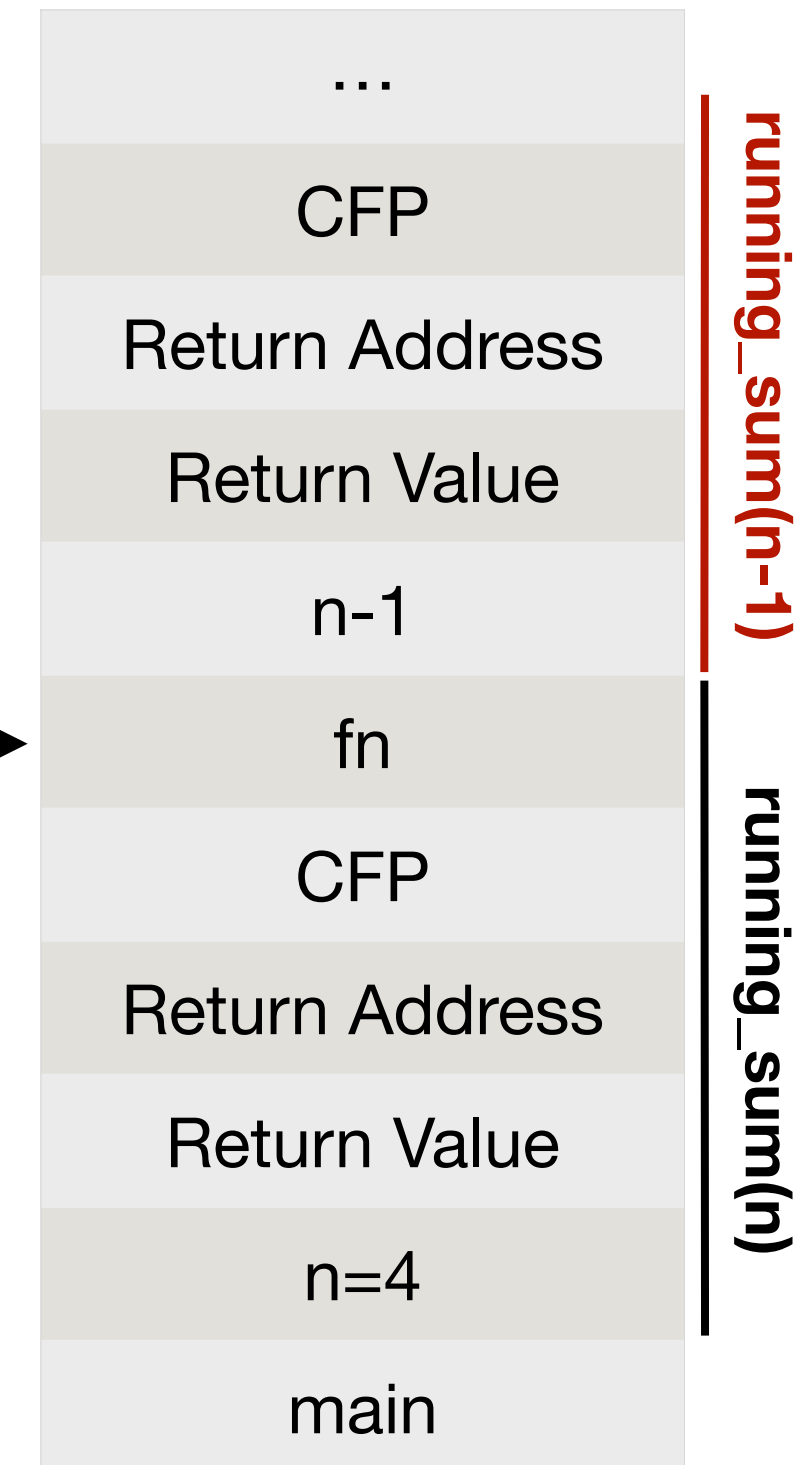 ...
CFP
Return Address
Return Value
n-1
fn
CFP
Return Address
Return Value
n=4
main
running_sum(n-1)
running_sum(n)